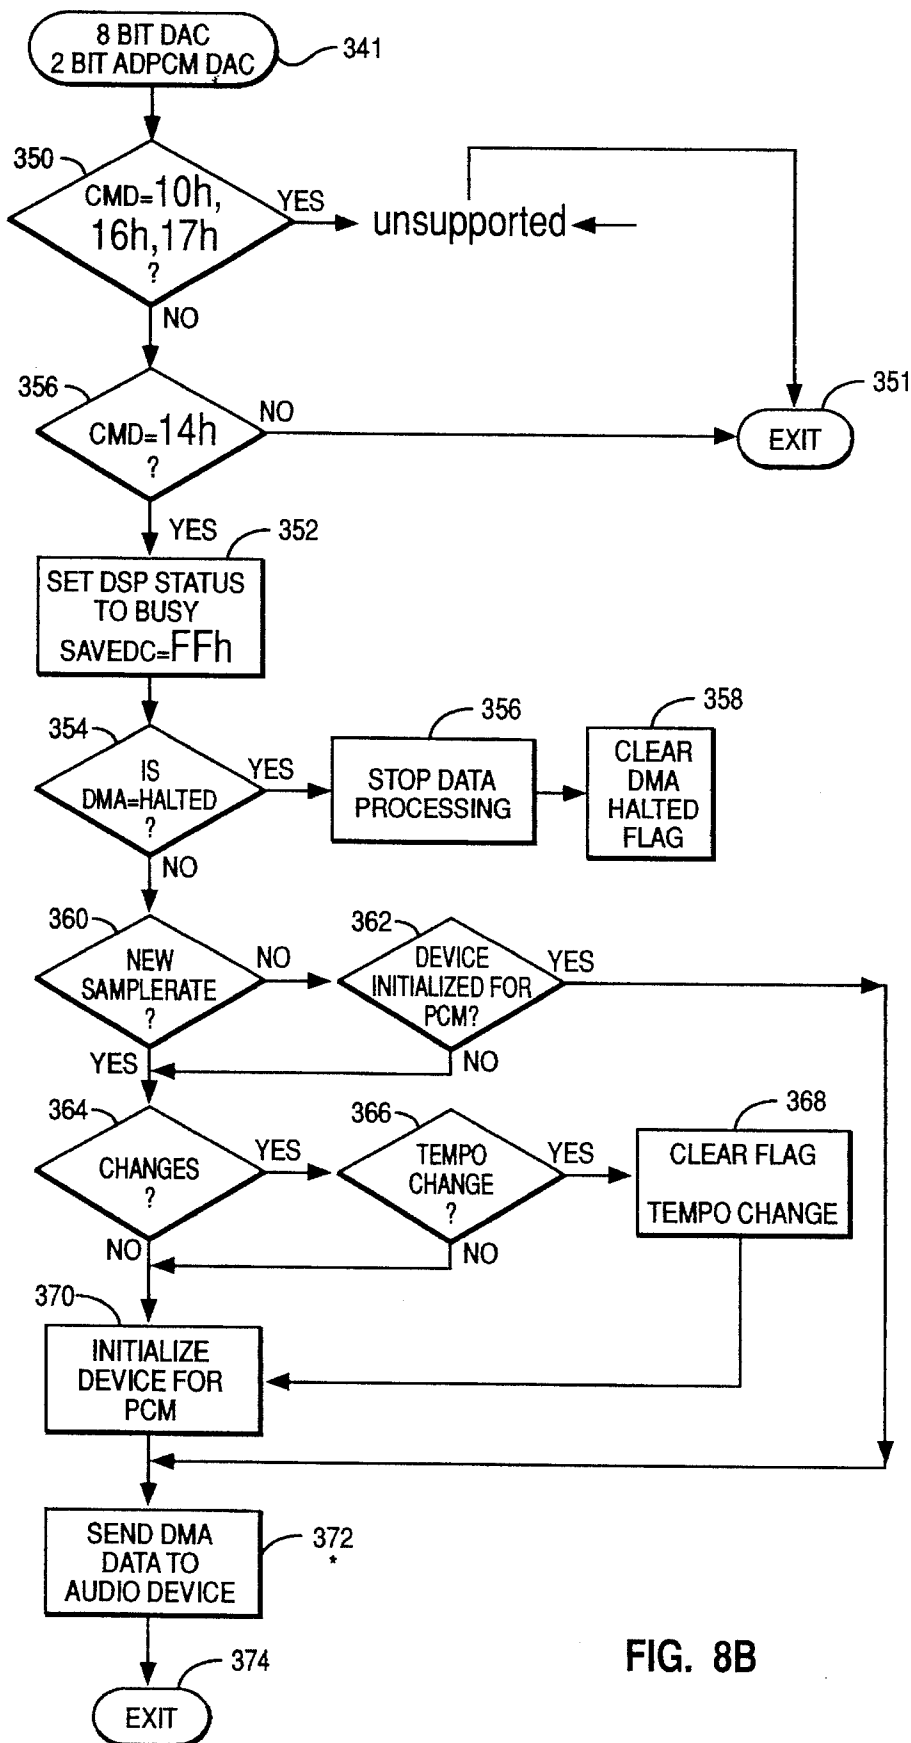 8 BIT DAC
2 BIT ADPCM DAC
341
350
CMD=10h,
16h,17h
?
YES
unsupported
NO
356
CMD=14h
?
NO
351
EXIT
YES
352
SET DSP STATUS
TO BUSY
SAVEDC=FFh
354
IS
DMA=HALTED
?
YES
356
STOP DATA
PROCESSING
358
CLEAR
DMA
HALTED
FLAG
NO
360
NEW
SAMPLERATE
?
NO
362
DEVICE
INITIALIZED FOR
PCM?
YES
YES
NO
364
CHANGES
?
YES
366
TEMPO
CHANGE
?
YES
368
CLEAR FLAG
TEMPO CHANGE
NO
NO
370
INITIALIZE
DEVICE FOR
PCM
SEND DMA
DATA TO
AUDIO DEVICE
372
*
374
EXIT
FIG. 8B